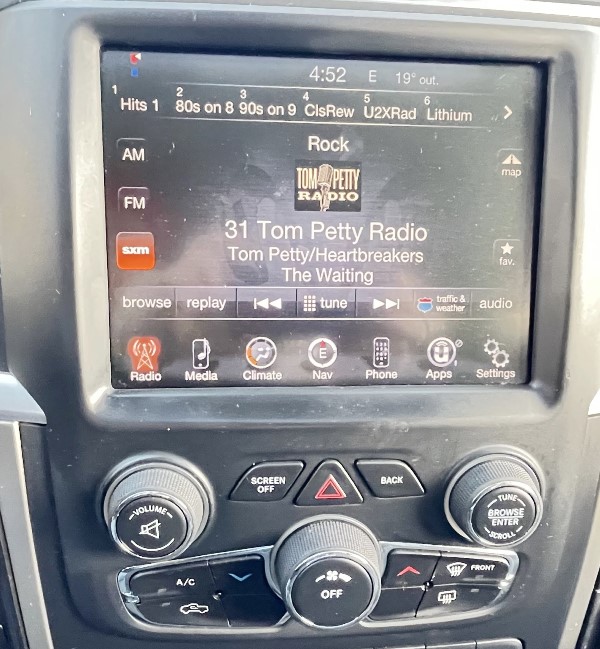 4:52 E 19° out.
1 Hits 1 2 80s on 8 3 90s on 9 4 ClsRew 5 U2XRad 6 Lithium
Rock
AM
map
TOM PETTY
RADIO
FM
31 Tom Petty Radio
sxm
Tom Petty/Heartbreakers
fav.
The Waiting
browse replay tune traffic & weather audio
E
Radio Media Climate Nav Phone Apps Settings
SCREEN OFF BACK
VOLUME
TUNE
BROWSE
ENTER
SCROLL
A/C FRONT
OFF